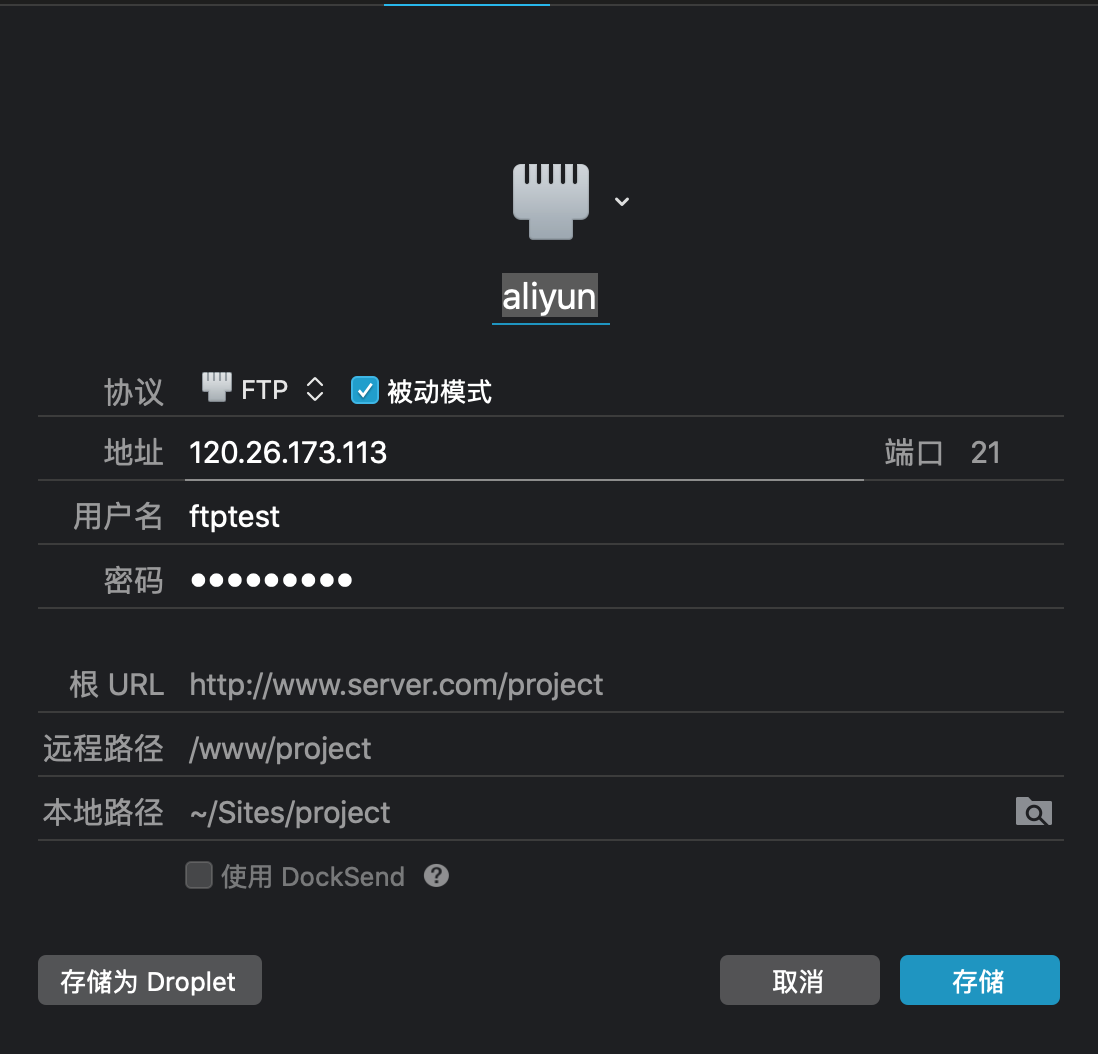 aliyun
协议 FTP 被动模式
地址 120.26.173.113 端口 21
用户名 ftptest
密码 ●●●●●●●●●
根 URL http://www.server.com/project
远程路径 /www/project
本地路径 ~/Sites/project
使用 DockSend ?
存储为 Droplet 取消 存储